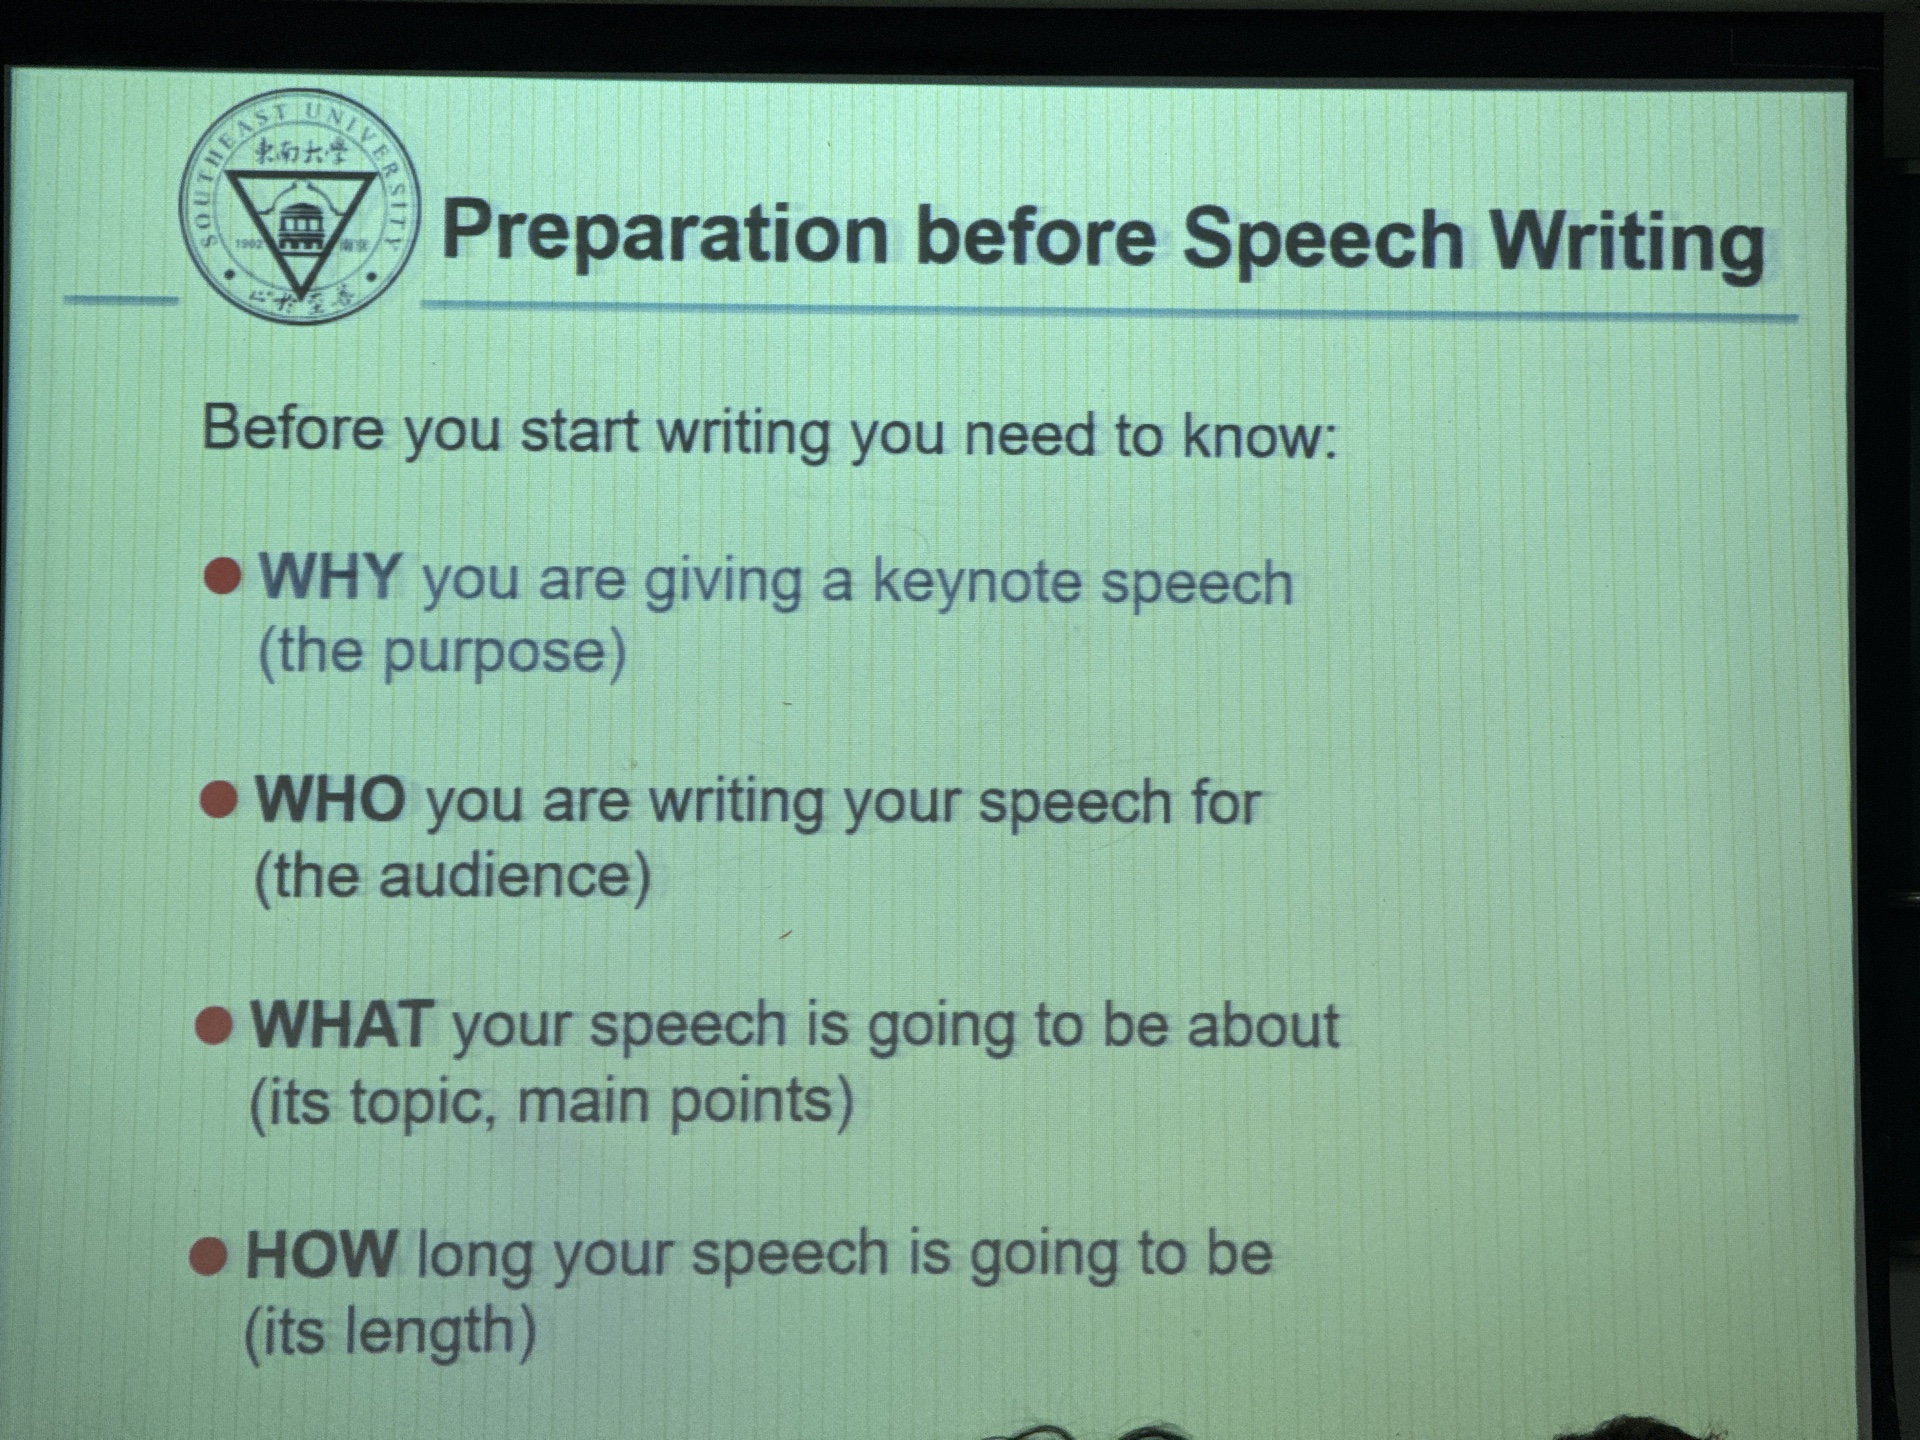 SOUTHEAST UNIVERSITY
東南大學
1902 南京
止於至善
Preparation before Speech Writing
Before you start writing you need to know:
WHY you are giving a keynote speech
(the purpose)
WHO you are writing your speech for
(the audience)
WHAT your speech is going to be about
(its topic, main points)
HOW long your speech is going to be
(its length)